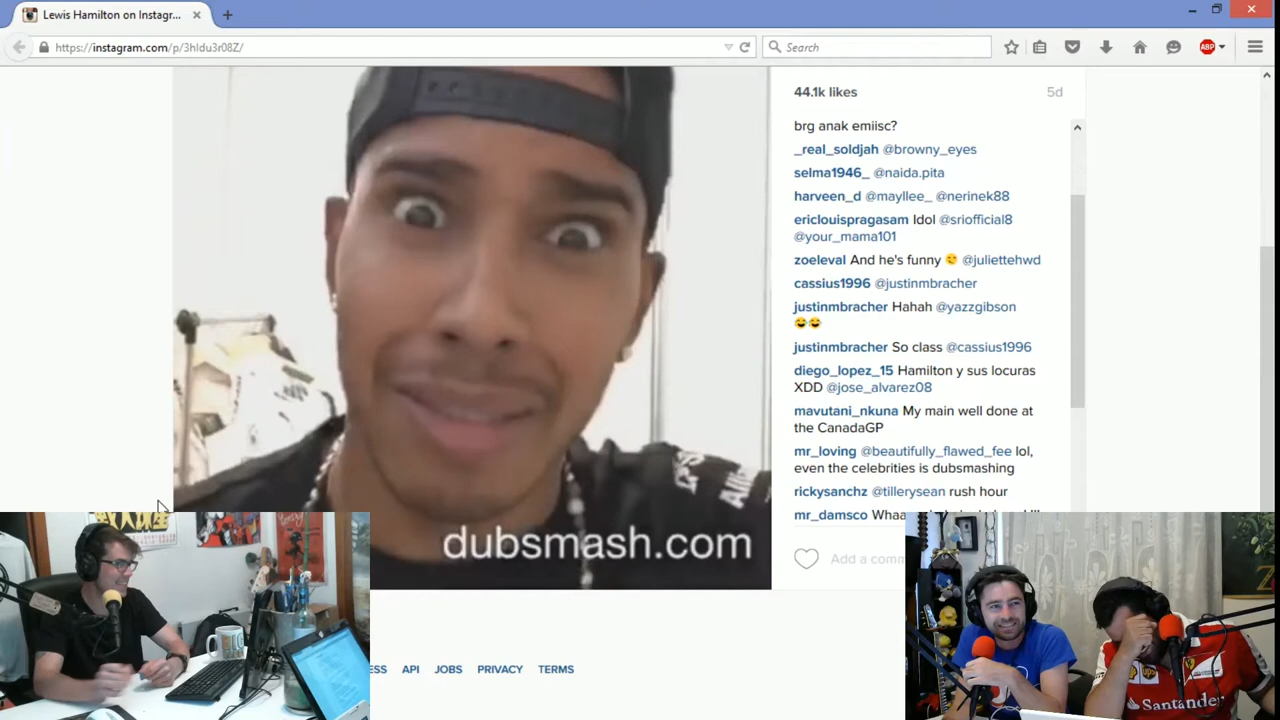 Lewis Hamilton on Instagr...
https://instagram.com/p/3hldu3r08Z/
Search
ABP
44.1k likes
5d
brg anak emiisc?
_real_soldjah @browny_eyes
selma1946_ @naida.pita
harveen_d @mayllee_ @nerinek88
ericlouispragasam Idol @sriofficial8
@your_mama101
zoeleval And he's funny 😏 @juliettehwd
cassius1996 @justinmbracher
justinmbracher Hahah @yazzgibson
😂😂
justinmbracher So class @cassius1996
diego_lopez_15 Hamilton y sus locuras
XDD @jose_alvarez08
mavutani_nkuna My main well done at
the CanadaGP
mr_loving @beautifully_flawed_fee lol,
even the celebrities is dubsmashing
rickysanchz @tillerysean rush hour
mr_damsco
dubsmash.com
Add a comm
API
JOBS
PRIVACY
TERMS
Santander